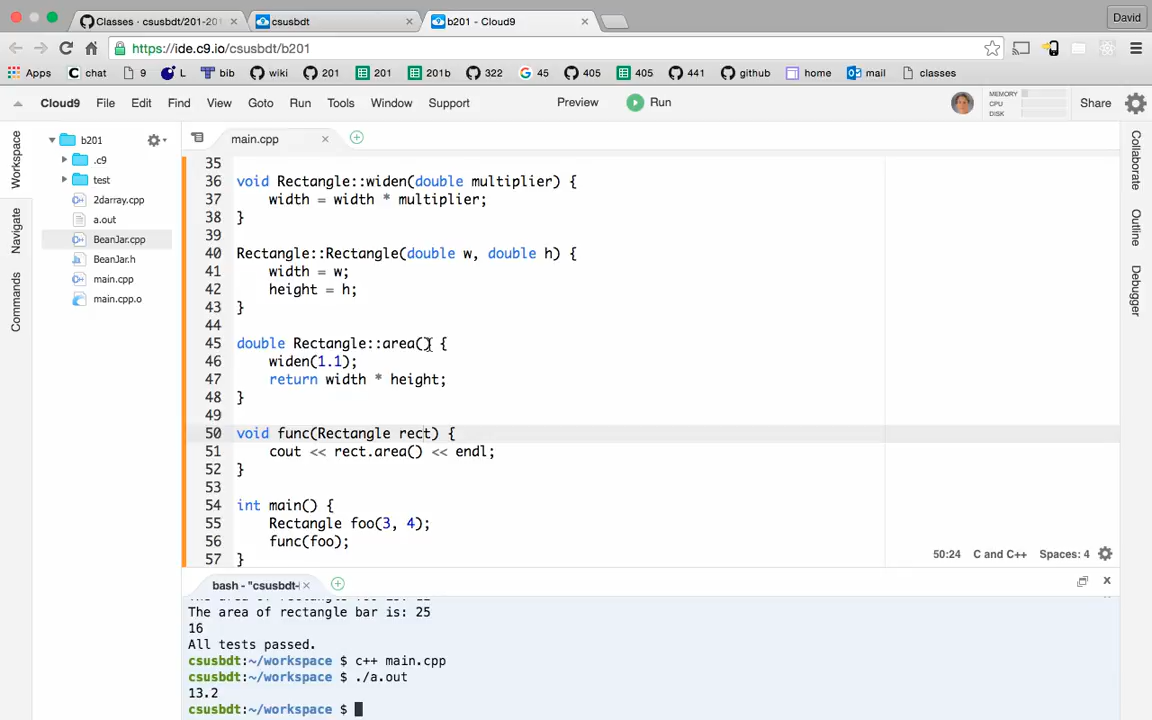 Classes · csusbdt/201-201
csusbdt
b201 - Cloud9
David
https://ide.c9.io/csusbdt/b201
Apps
chat
9
L
bib
wiki
201
201
201b
322
45
405
405
441
github
home
mail
classes
Cloud9
File
Edit
Find
View
Goto
Run
Tools
Window
Support
Preview
Run
MEMORY
CPU
DISK
Share
Workspace
Navigate
Commands
b201
.c9
test
2darray.cpp
a.out
BeanJar.cpp
BeanJar.h
main.cpp
main.cpp.o
main.cpp
35
36 void Rectangle::widen(double multiplier) {
37     width = width * multiplier;
38 }
39
40 Rectangle::Rectangle(double w, double h) {
41     width = w;
42     height = h;
43 }
44
45 double Rectangle::area() {
46     widen(1.1);
47     return width * height;
48 }
49
50 void func(Rectangle rect) {
51     cout << rect.area() << endl;
52 }
53
54 int main() {
55     Rectangle foo(3, 4);
56     func(foo);
57 }
50:24
C and C++
Spaces: 4
Collaborate
Outline
Debugger
bash - "csusbdt-
The area of rectangle bar is: 25
16
All tests passed.
csusbdt:~/workspace $ c++ main.cpp
csusbdt:~/workspace $ ./a.out
13.2
csusbdt:~/workspace $